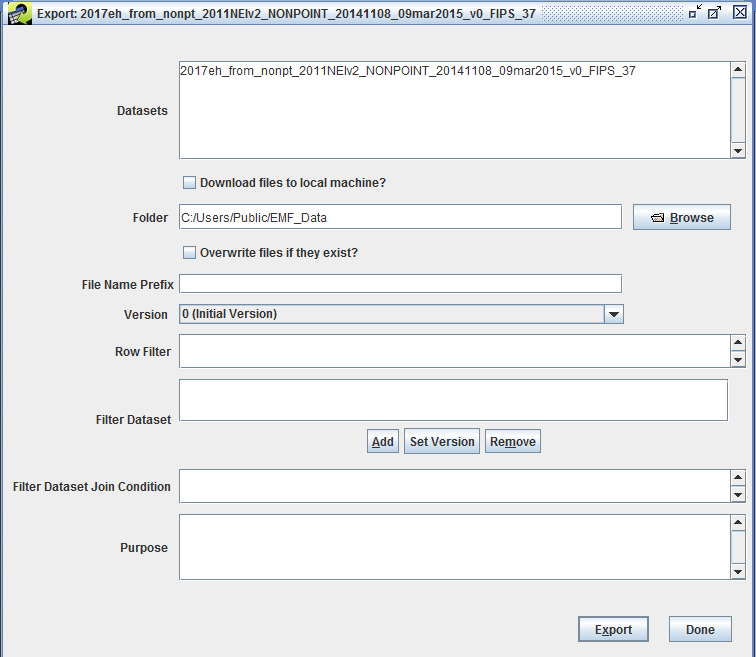 Export: 2017eh_from_nonpt_2011NEIv2_NONPOINT_20141108_09mar2015_v0_FIPS_37
Datasets
2017eh_from_nonpt_2011NEIv2_NONPOINT_20141108_09mar2015_v0_FIPS_37
Download files to local machine?
Folder
C:/Users/Public/EMF_Data
Browse
Overwrite files if they exist?
File Name Prefix
Version
0 (Initial Version)
Row Filter
Filter Dataset
Add
Set Version
Remove
Filter Dataset Join Condition
Purpose
Export
Done